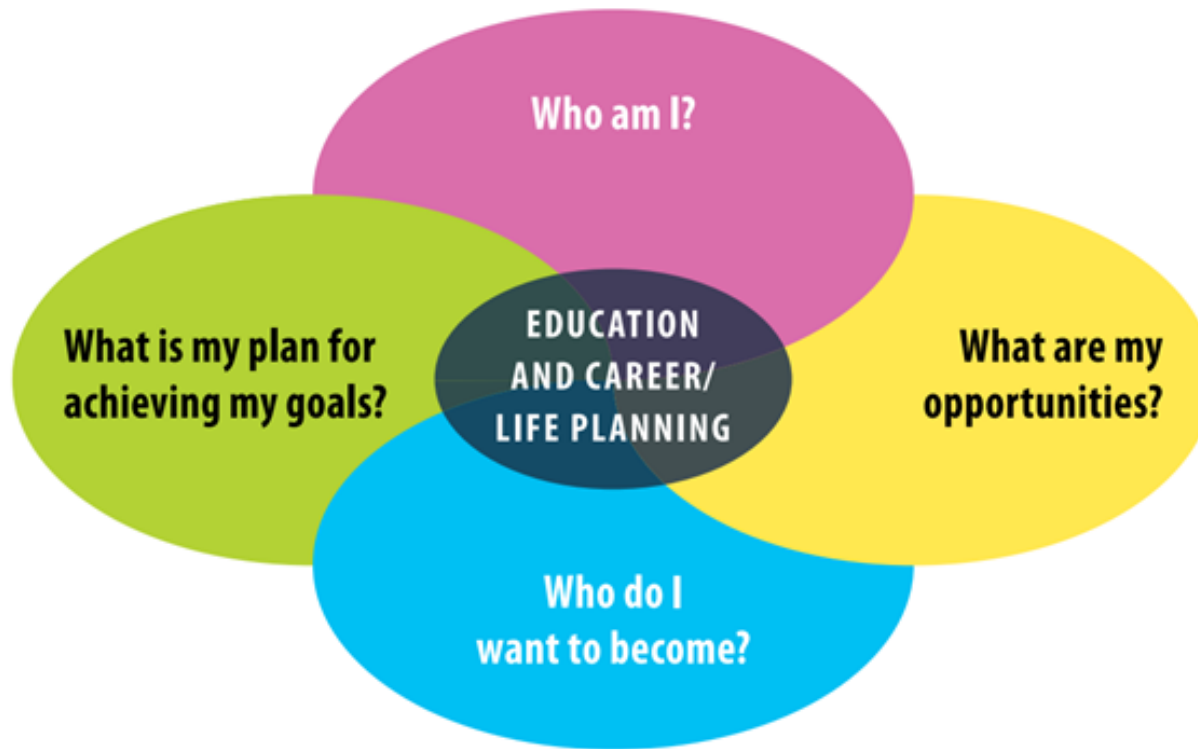 Who am I?
What is my plan for
achieving my goals?
EDUCATION
AND CAREER/
LIFE PLANNING
What are my
opportunities?
Who do I
want to become?